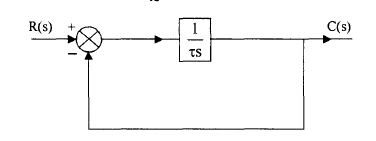 R(s) + 1 C(s)
− τs